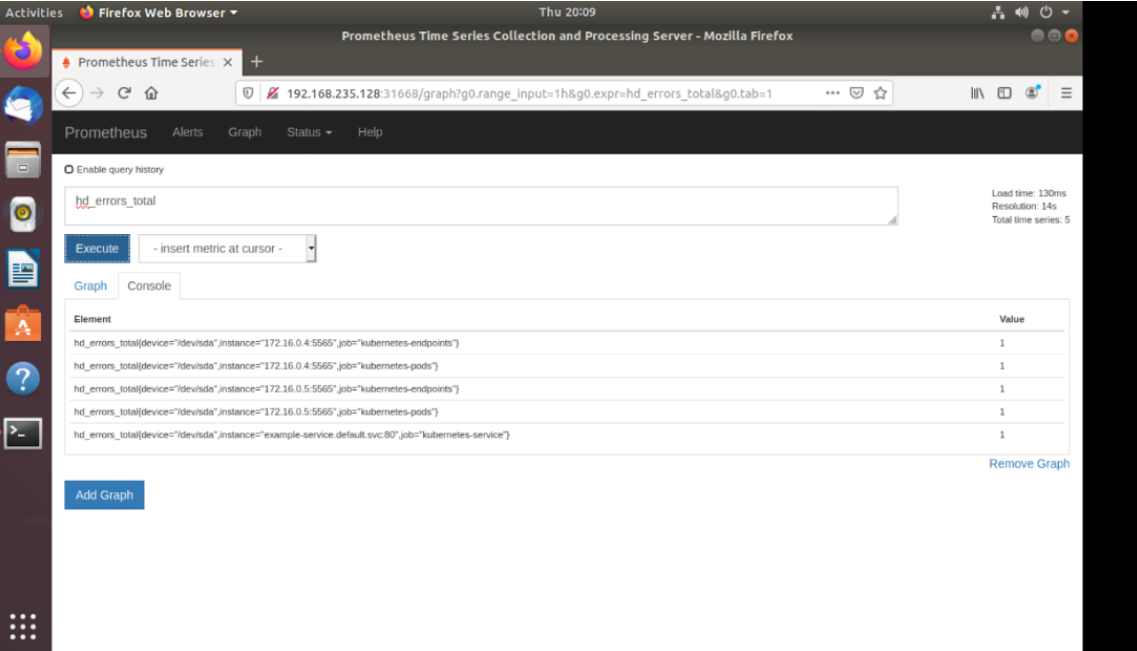 Activities Firefox Web Browser Thu 20:09
Prometheus Time Series Collection and Processing Server - Mozilla Firefox
Prometheus Time Series
192.168.235.128:31668/graph?g0.range_input=1h&g0.expr=hd_errors_total&g0.tab=1
Prometheus Alerts Graph Status Help
Enable query history
hd_errors_total
Load time: 130ms
Resolution: 14s
Total time series: 5
Execute - insert metric at cursor -
Graph Console
Element Value
hd_errors_total{device="/dev/sda",instance="172.16.0.4:5565",job="kubernetes-endpoints"} 1
hd_errors_total{device="/dev/sda",instance="172.16.0.4:5565",job="kubernetes-pods"} 1
hd_errors_total{device="/dev/sda",instance="172.16.0.5:5565",job="kubernetes-endpoints"} 1
hd_errors_total{device="/dev/sda",instance="172.16.0.5:5565",job="kubernetes-pods"} 1
hd_errors_total{device="/dev/sda",instance="example-service.default.svc:80",job="kubernetes-service"} 1
Remove Graph
Add Graph